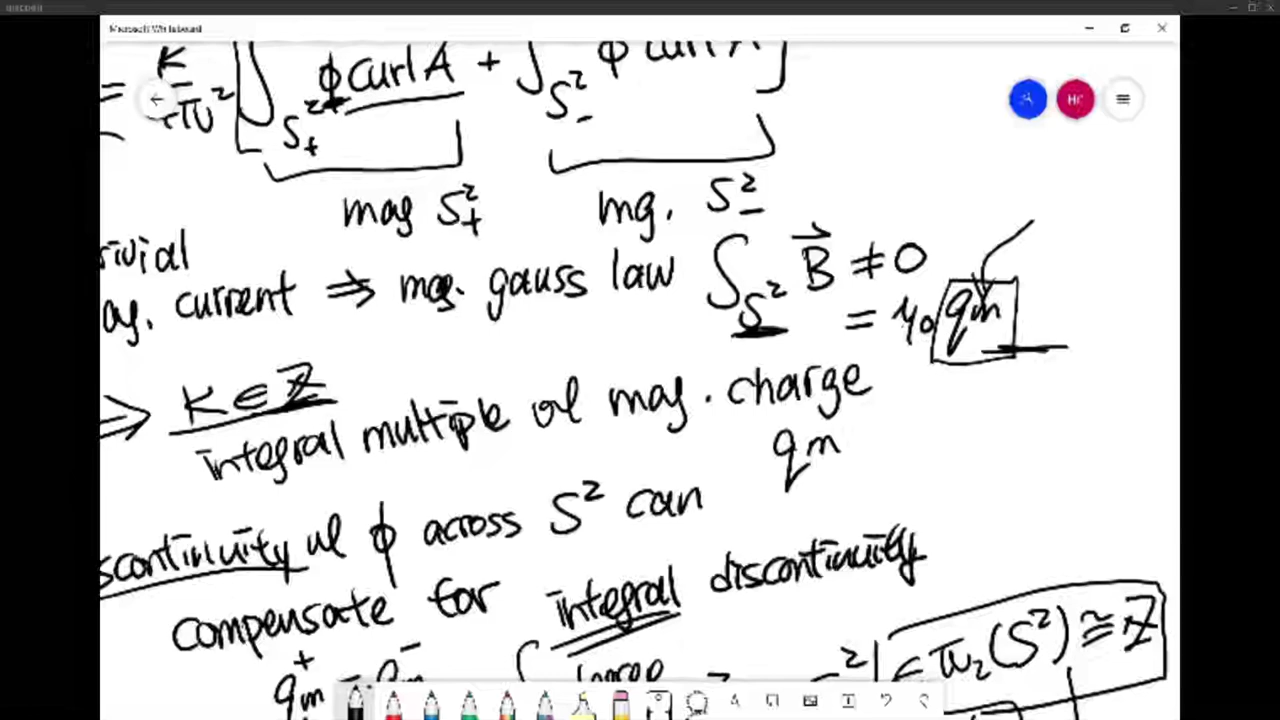 Microsoft Whiteboard
= K/4πν² [ ∫_{S²₊} ϕ curl A + ∫_{S²₋} ϕ curl A ]
mag S²₊ mg. S²₋
rivial
ag. current ⇒ mag. gauss law ∫_{S²} B⃗ ≠ 0
= μ₀ qm
⇒ K ∈ ℤ
integral multiple of mag. charge
qm
scontinuity of ϕ across S² can
compensate for integral discontinuity
q⁺m
∈ π₂(S²) ≅ ℤ